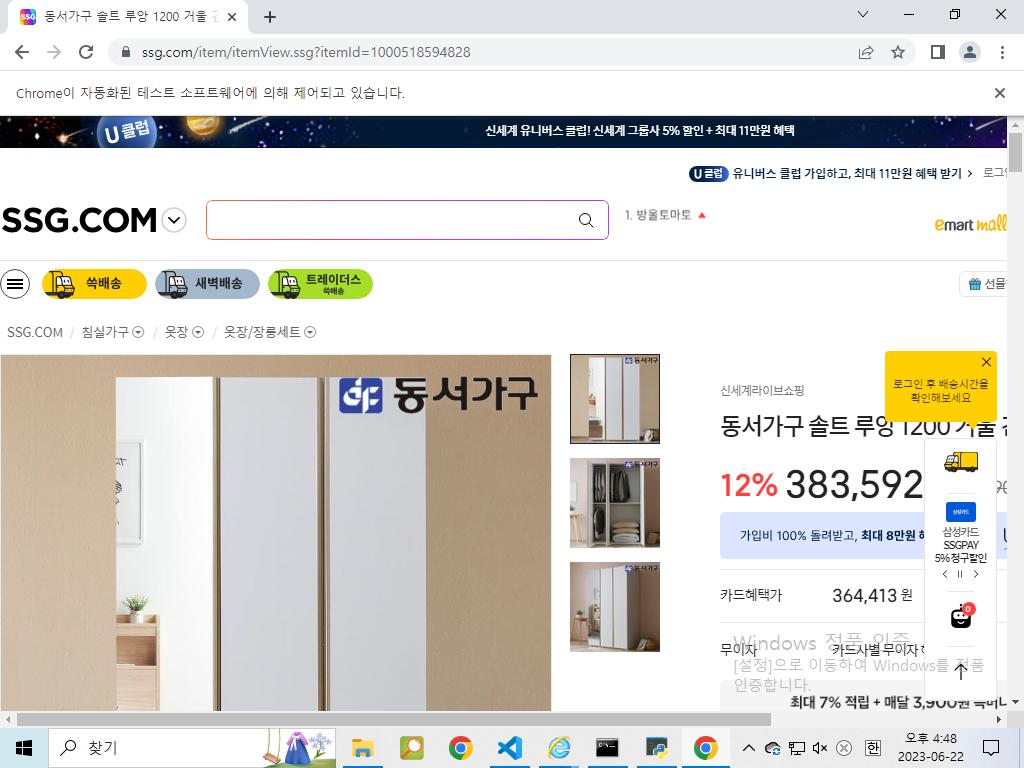 동서가구 솔트 루앙 1200 거울
ssg.com/item/itemView.ssg?itemId=1000518594828
Chrome이 자동화된 테스트 소프트웨어에 의해 제어되고 있습니다.
U 클럽
신세계 유니버스 클럽! 신세계 그룹사 5% 할인 + 최대 11만원 혜택
U 클럽 유니버스 클럽 가입하고, 최대 11만원 혜택 받기
SSG.COM
1. 방울토마토
emart mall
쓱배송
새벽배송
트레이더스
쓱배송
선물
SSG.COM / 침실가구 / 옷장 / 옷장/장롱세트
동서가구
신세계라이브쇼핑
로그인 후 배송시간을
확인해보세요
동서가구 솔트 루앙 1200 거울
12% 383,592
가입비 100% 돌려받고, 최대 8만원
삼성카드
삼성카드
SSGPAY
5% 청구할인
카드혜택가 364,413 원
0
무이자 카드사별 무이자
Windows 정품 인증
[설정]으로 이동하여 Windows를 정품
인증합니다.
최대 7% 적립 + 매달 3,900원
찾기
한
오후 4:48
2023-06-22